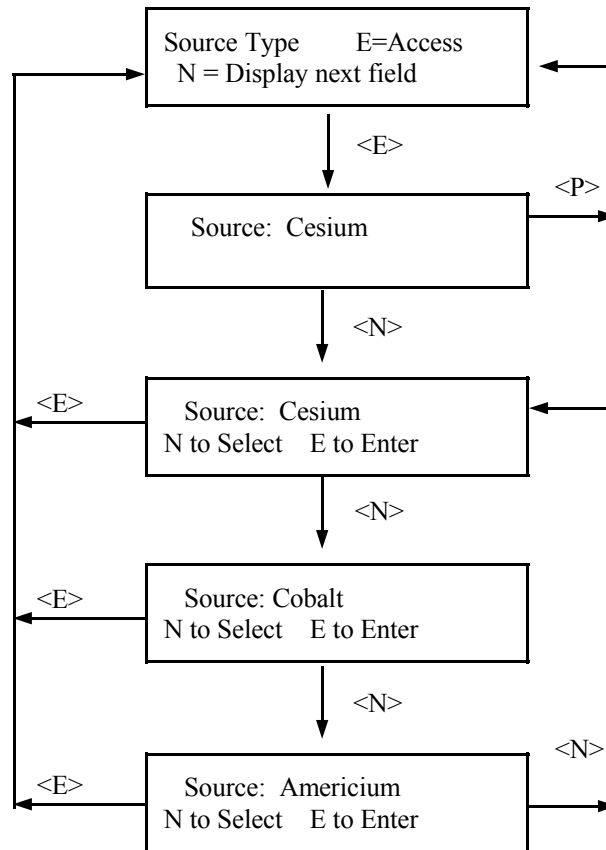 Source Type E=Access
N = Display next field
<E>
<P>
Source: Cesium
<N>
<E>
Source: Cesium
N to Select E to Enter
<N>
<E>
Source: Cobalt
N to Select E to Enter
<N>
<N>
<E>
Source: Americium
N to Select E to Enter